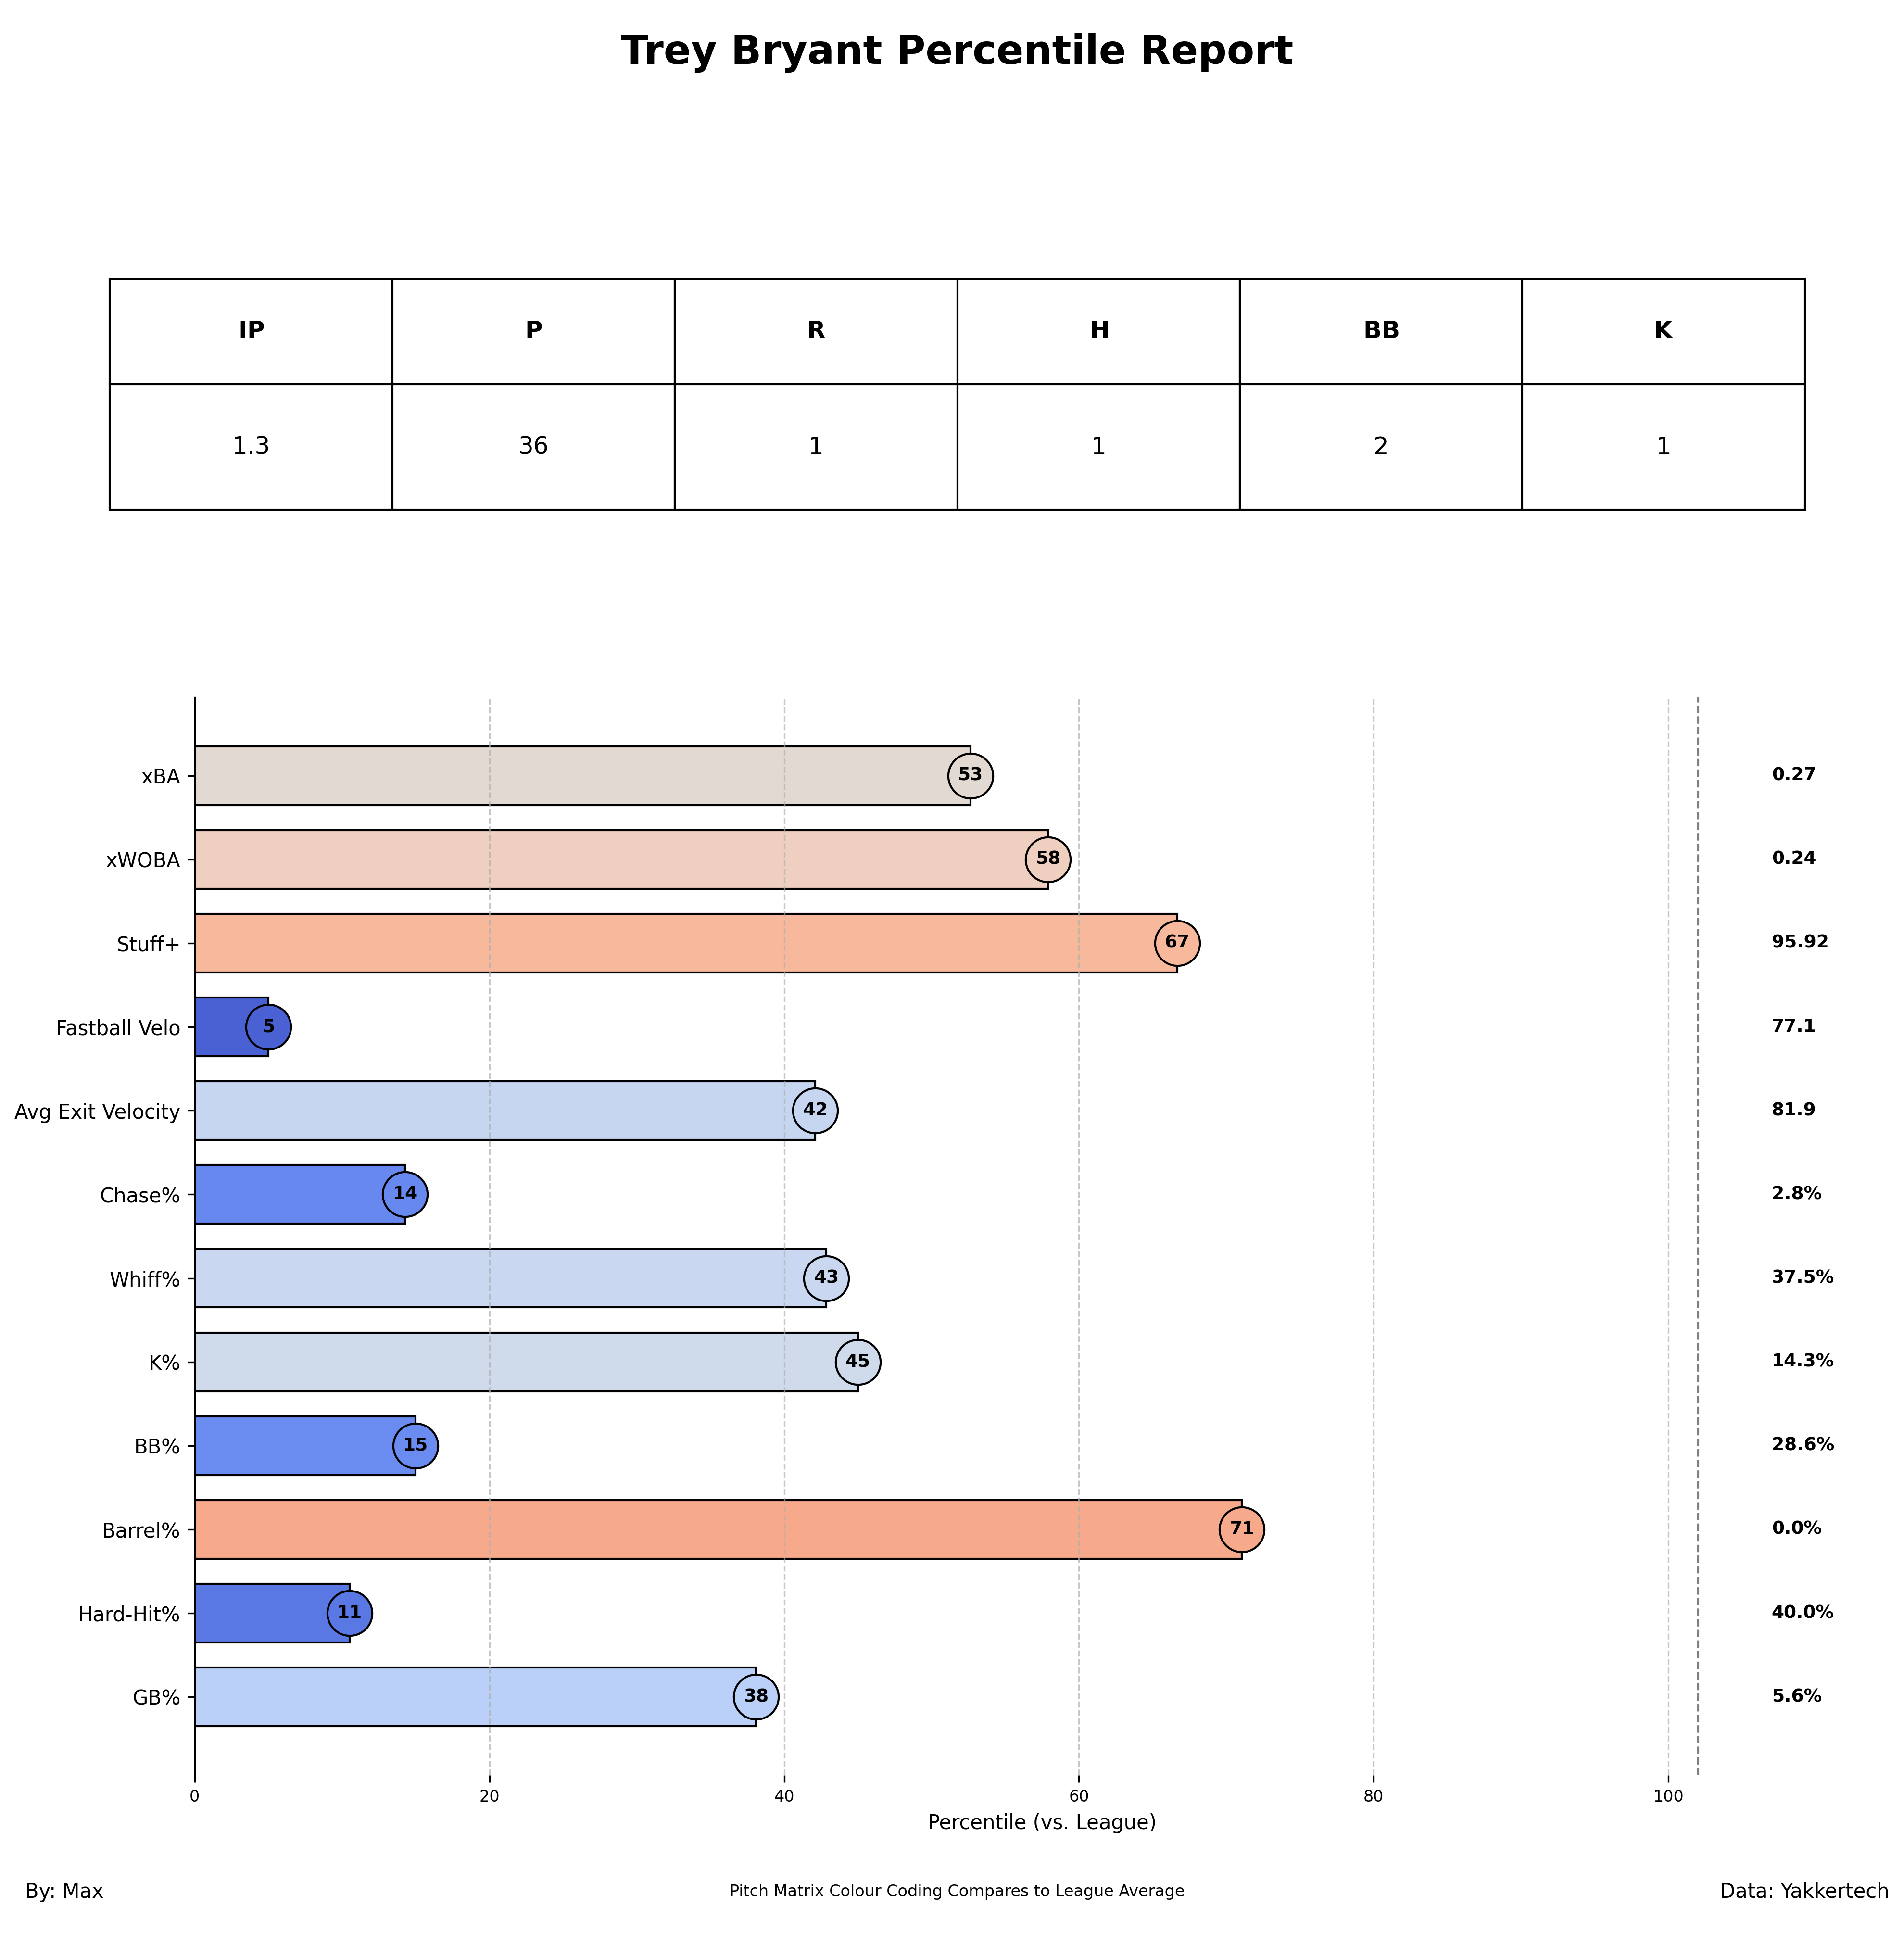 Trey Bryant Percentile Report
IP P R H BB K
1.3 36 1 1 2 1
xBA 53 0.27
xWOBA 58 0.24
Stuff+ 67 95.92
Fastball Velo 5 77.1
Avg Exit Velocity 42 81.9
Chase% 14 2.8%
Whiff% 43 37.5%
K% 45 14.3%
BB% 15 28.6%
Barrel% 71 0.0%
Hard-Hit% 11 40.0%
GB% 38 5.6%
0 20 40 60 80 100
Percentile (vs. League)
By: Max Pitch Matrix Colour Coding Compares to League Average Data: Yakkertech